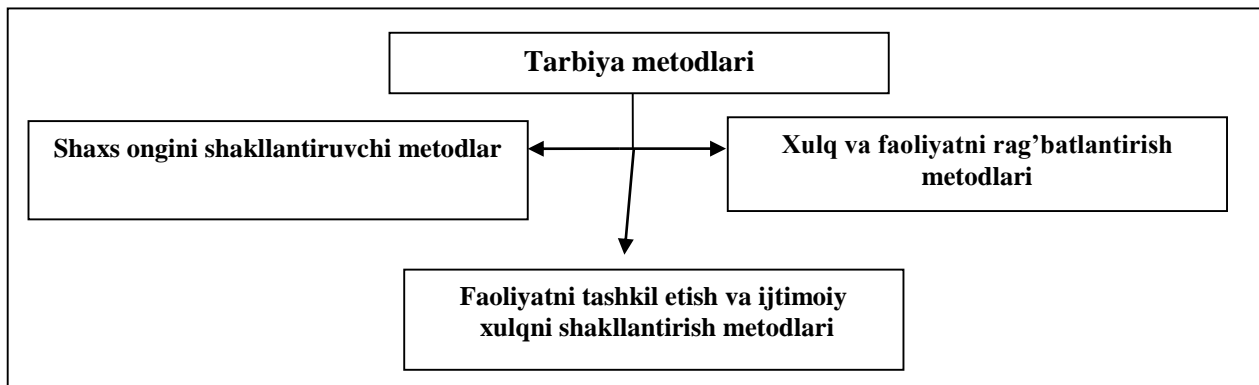 Tarbiya metodlari
Shaxs ongini shakllantiruvchi metodlar
Xulq va faoliyatni rag’batlantirish
metodlari
Faoliyatni tashkil etish va ijtimoiy
xulqni shakllantirish metodlari